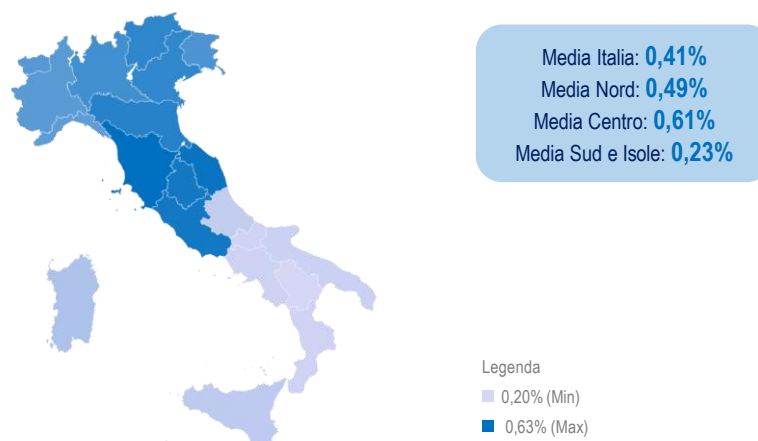 Media Italia: 0,41%
Media Nord: 0,49%
Media Centro: 0,61%
Media Sud e Isole: 0,23%
Legenda
0,20% (Min)
0,63% (Max)